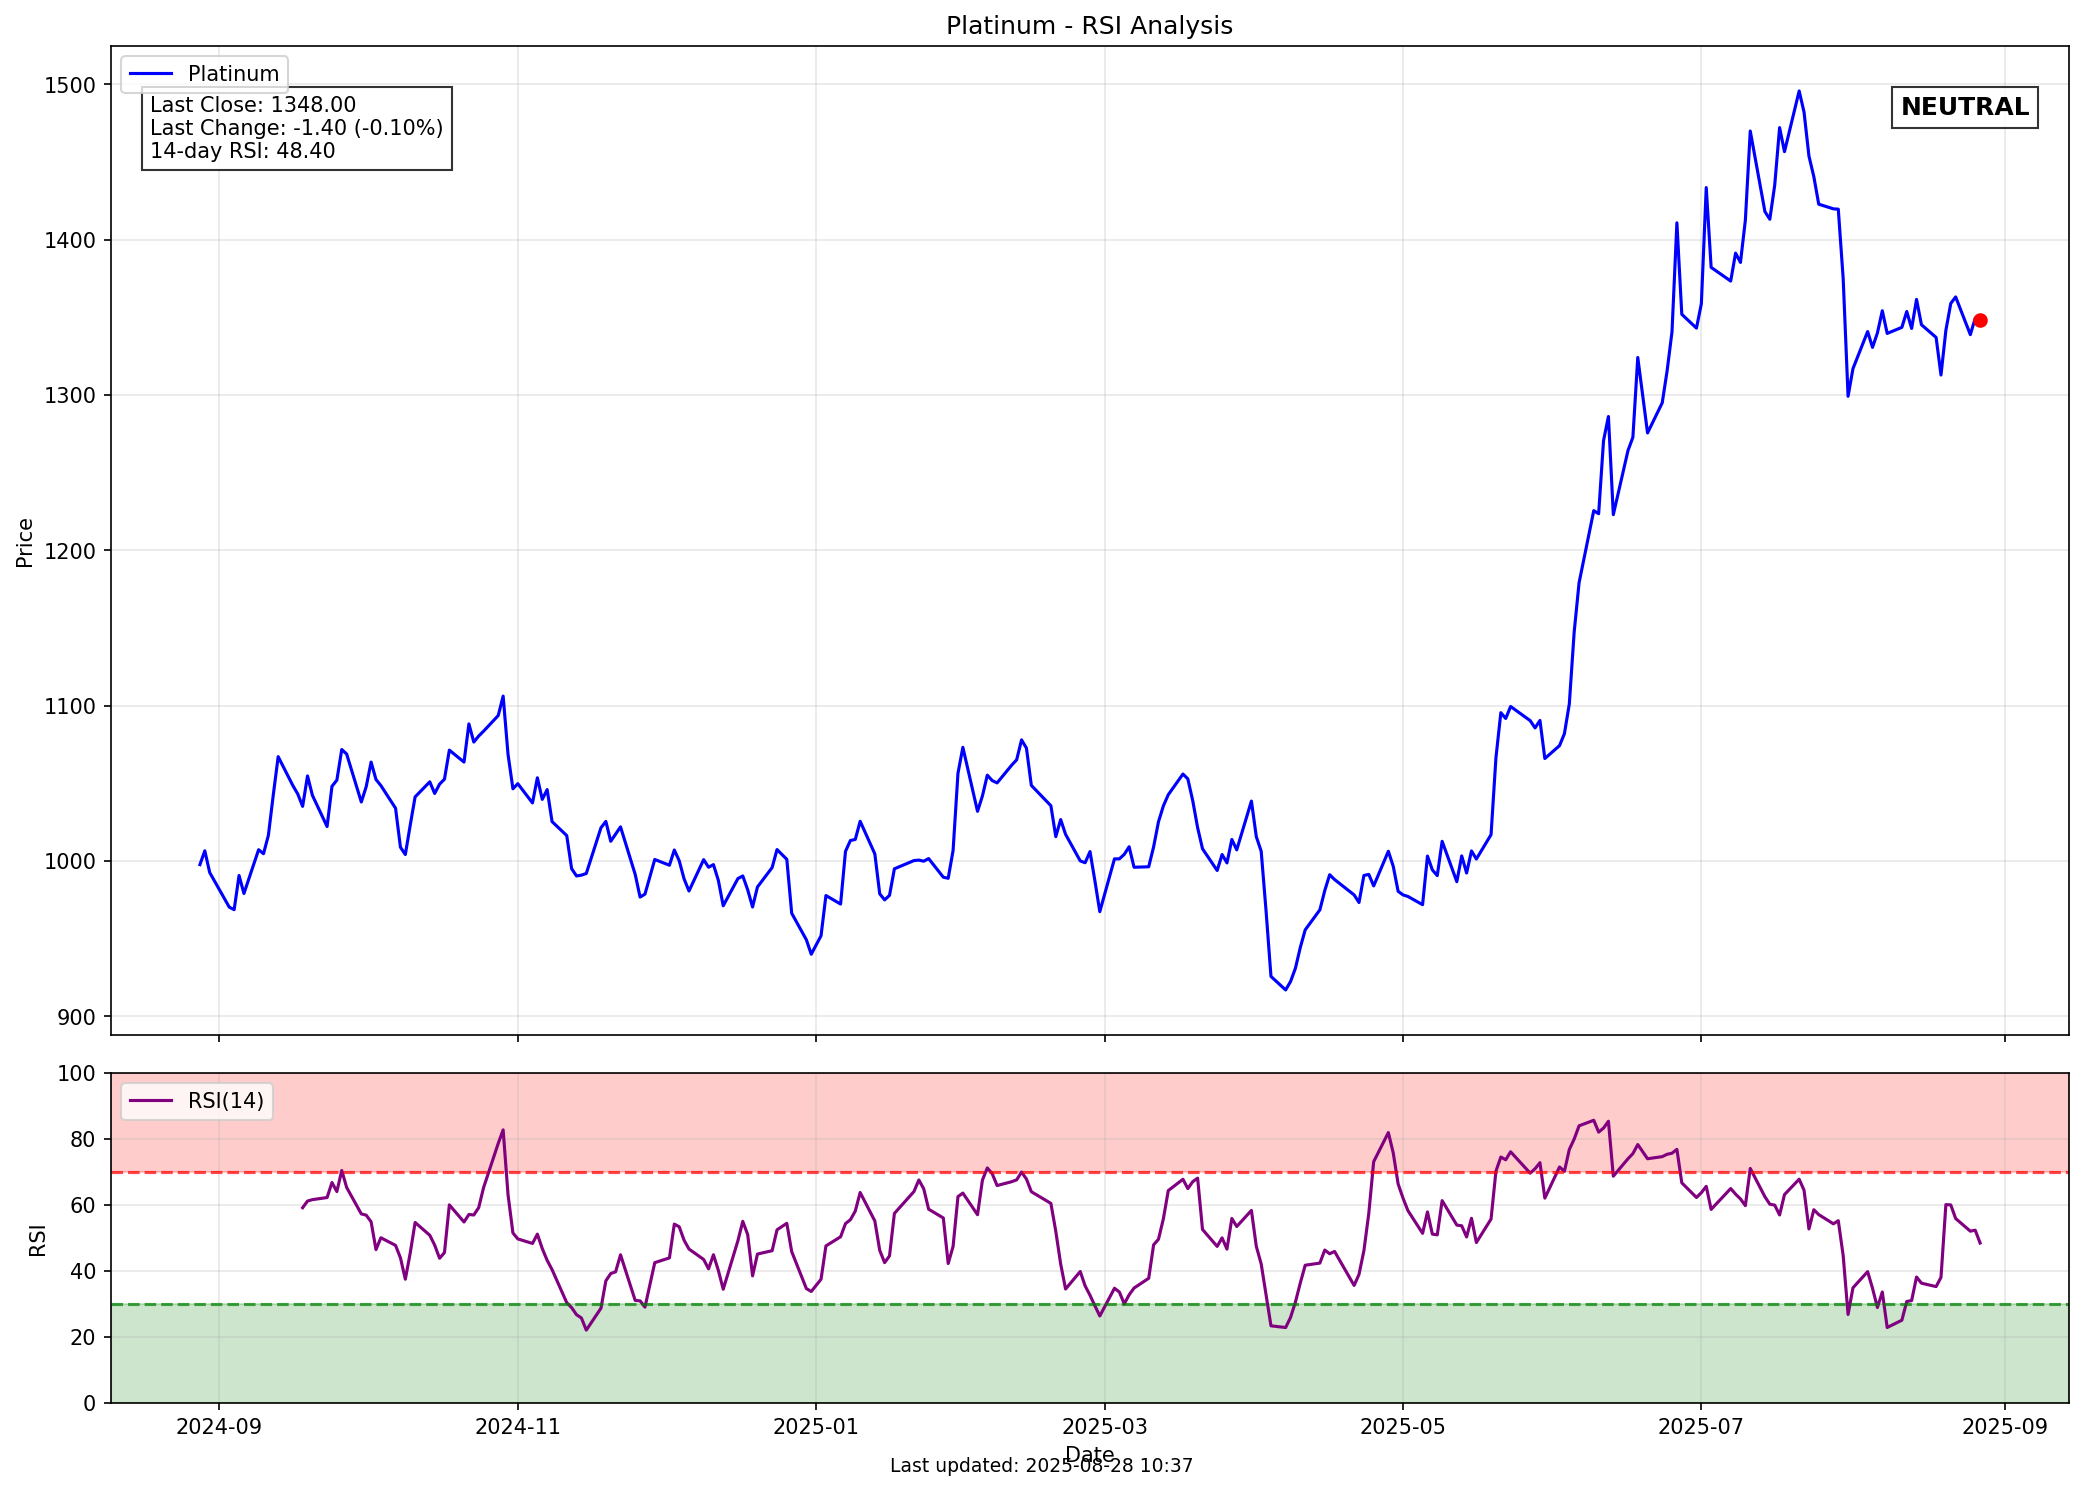 Platinum - RSI Analysis
Platinum
Last Close: 1348.00
Last Change: -1.40 (-0.10%)
14-day RSI: 48.40
NEUTRAL
1500
1400
1300
1200
1100
1000
900
Price
RSI(14)
100
80
60
40
20
0
RSI
2024-09
2024-11
2025-01
2025-03
2025-05
2025-07
2025-09
Date
Last updated: 2025-08-28 10:37